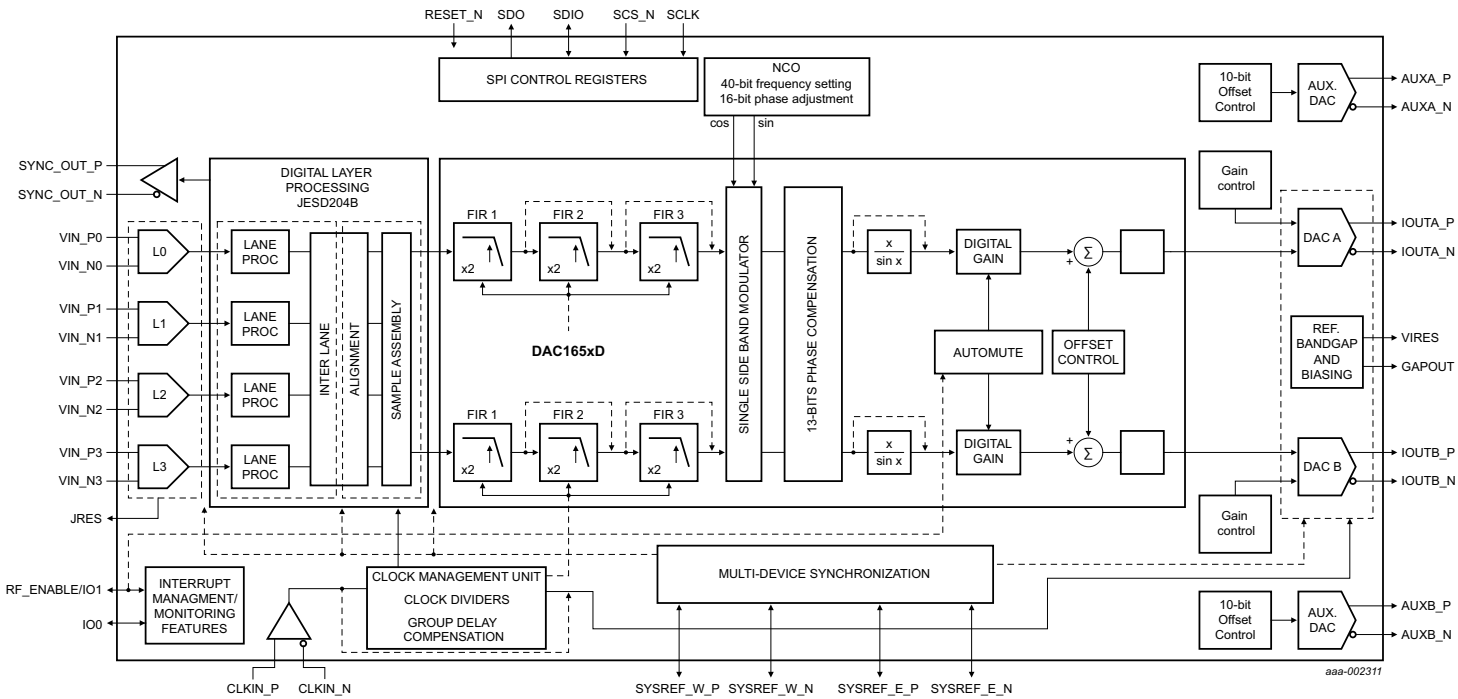 RESET_N SDO SDIO SCS_N SCLK
SPI CONTROL REGISTERS
NCO
40-bit frequency setting
16-bit phase adjustment
cos sin
10-bit
Offset
Control
AUX.
DAC
AUXA_P
AUXA_N
SYNC_OUT_P
SYNC_OUT_N
DIGITAL LAYER
PROCESSING
JESD204B
VIN_P0
VIN_N0
L0
LANE
PROC
VIN_P1
VIN_N1
L1
LANE
PROC
VIN_P2
VIN_N2
L2
LANE
PROC
VIN_P3
VIN_N3
L3
LANE
PROC
INTER LANE
ALIGNMENT
SAMPLE ASSEMBLY
FIR 1 FIR 2 FIR 3
x2 x2 x2
DAC165xD
FIR 1 FIR 2 FIR 3
x2 x2 x2
SINGLE SIDE BAND MODULATOR
13-BITS PHASE COMPENSATION
x
sin x
DIGITAL
GAIN
+ Σ
AUTOMUTE
OFFSET
CONTROL
x
sin x
DIGITAL
GAIN
+ Σ
Gain
control
DAC A
IOUTA_P
IOUTA_N
REF.
BANDGAP
AND
BIASING
VIRES
GAPOUT
DAC B
IOUTB_P
IOUTB_N
Gain
control
JRES
RF_ENABLE/IO1
IO0
INTERRUPT
MANAGMENT/
MONITORING
FEATURES
CLOCK MANAGEMENT UNIT
CLOCK DIVIDERS
GROUP DELAY
COMPENSATION
MULTI-DEVICE SYNCHRONIZATION
10-bit
Offset
Control
AUX.
DAC
AUXB_P
AUXB_N
CLKIN_P CLKIN_N
SYSREF_W_P SYSREF_W_N SYSREF_E_P SYSREF_E_N
aaa-002311